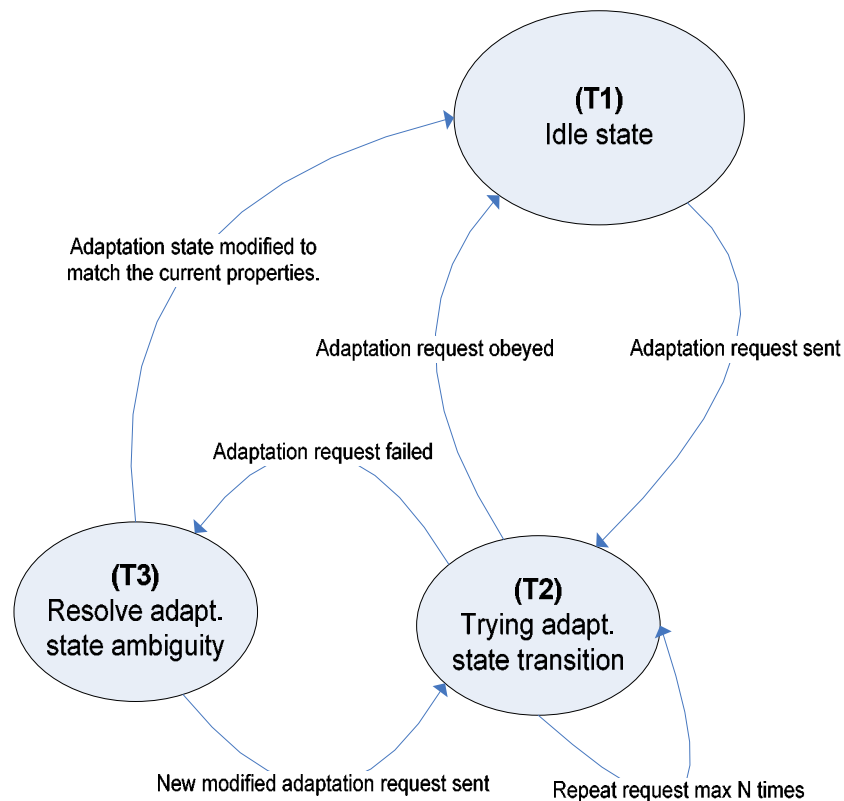 (T1)
Idle state
Adaptation state modified to
match the current properties.
Adaptation request obeyed
Adaptation request sent
Adaptation request failed
(T3)
Resolve adapt.
state ambiguity
(T2)
Trying adapt.
state transition
New modified adaptation request sent
Repeat request max N times